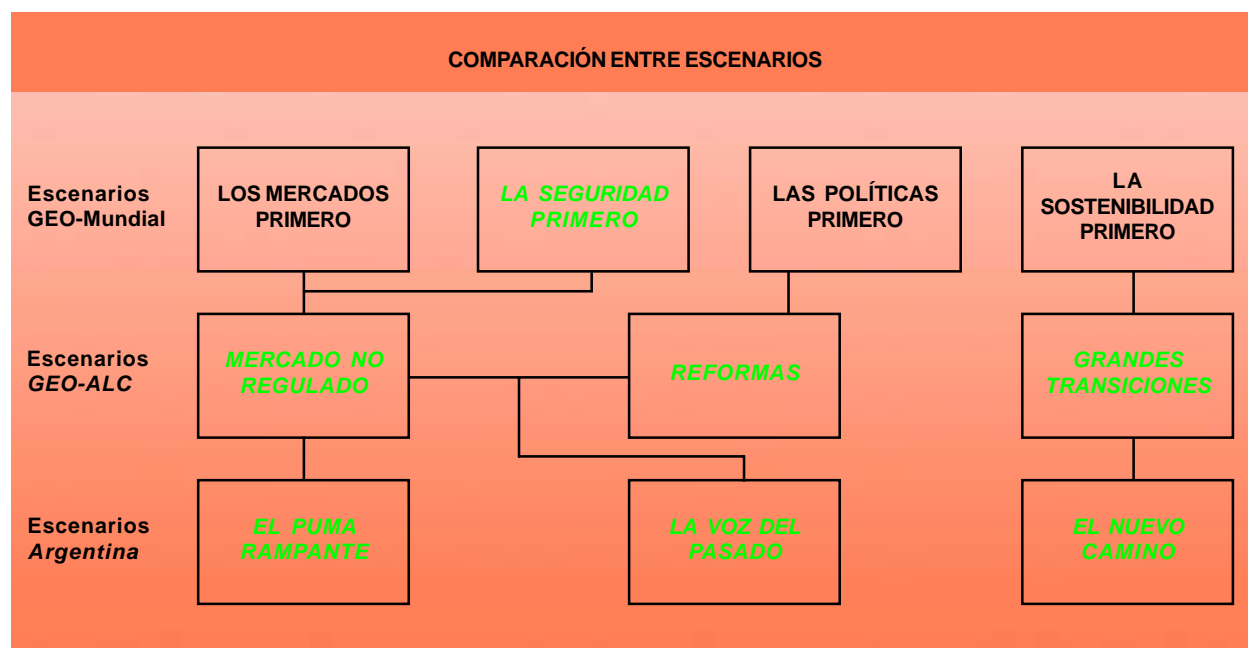 COMPARACIÓN ENTRE ESCENARIOS
Escenarios
GEO-Mundial
LOS MERCADOS
PRIMERO
LA SEGURIDAD
PRIMERO
LAS POLÍTICAS
PRIMERO
LA
SOSTENIBILIDAD
PRIMERO
Escenarios
GEO-ALC
MERCADO NO
REGULADO
REFORMAS
GRANDES
TRANSICIONES
Escenarios
Argentina
EL PUMA
RAMPANTE
LA VOZ DEL
PASADO
EL NUEVO
CAMINO